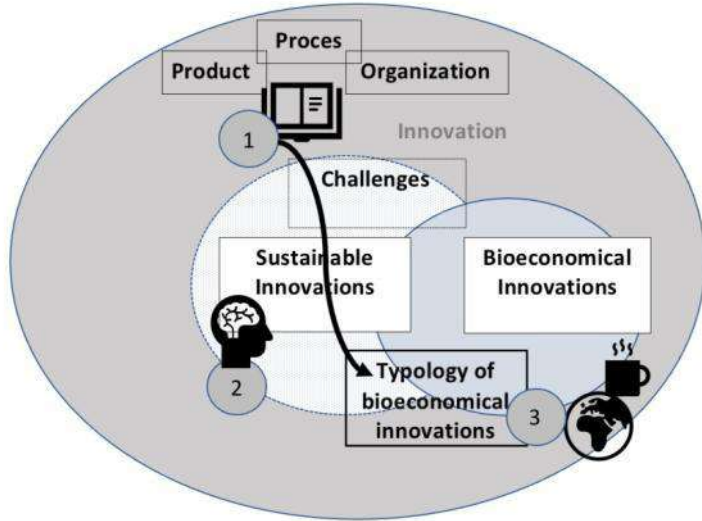 Proces
Product
Organization
1
Innovation
Challenges
Sustainable
Innovations
Bioeconomical
Innovations
2
Typology of
bioeconomical
innovations
3